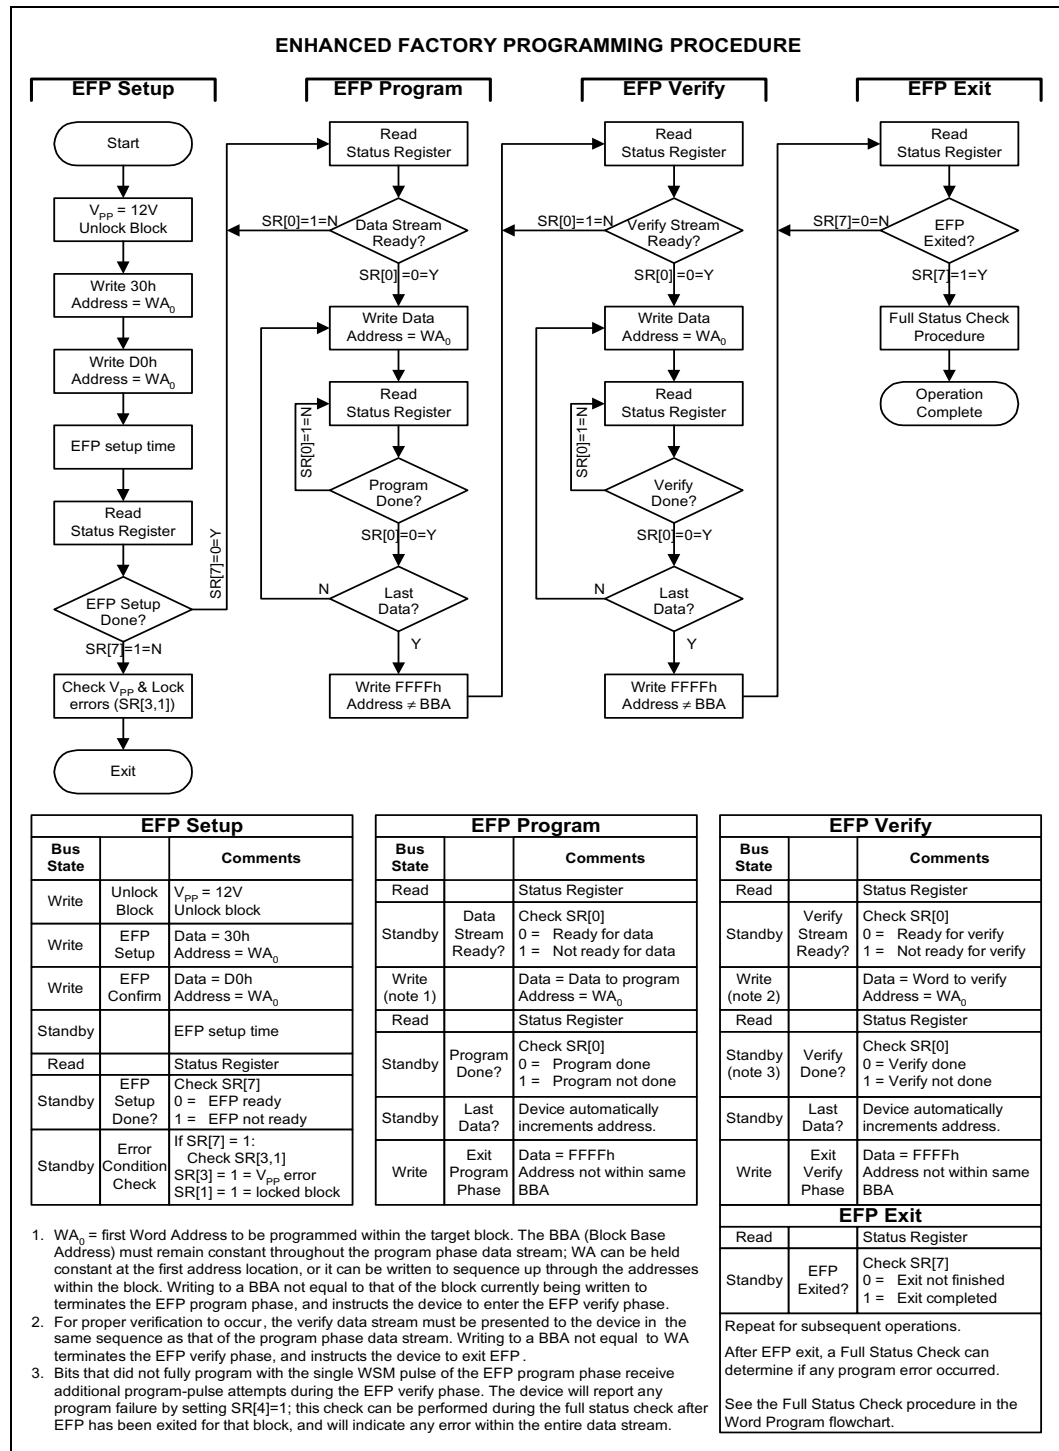 ENHANCED FACTORY PROGRAMMING PROCEDURE
EFP Setup
Start
V_PP = 12V
Unlock Block
Write 30h
Address = WA₀
Write D0h
Address = WA₀
EFP setup time
Read
Status Register
EFP Setup
Done?
SR[7]=0=Y
SR[7]=1=N
Check V_PP & Lock
errors (SR[3,1])
Exit
EFP Program
Read
Status Register
SR[0]=1=N
Data Stream
Ready?
SR[0] =0=Y
Write Data
Address = WA₀
Read
Status Register
SR[0]=1=N
Program
Done?
SR[0]=0=Y
N
Last
Data?
Y
Write FFFFh
Address ≠ BBA
EFP Verify
Read
Status Register
SR[0]=1=N
Verify Stream
Ready?
SR[0] =0=Y
Write Data
Address = WA₀
Read
Status Register
SR[0]=1=N
Verify
Done?
SR[0]=0=Y
N
Last
Data?
Y
Write FFFFh
Address ≠ BBA
EFP Exit
Read
Status Register
SR[7]=0=N
EFP
Exited?
SR[7]=1=Y
Full Status Check
Procedure
Operation
Complete
EFP Setup
Bus
State
Comments
Write
Unlock
Block
V_PP = 12V
Unlock block
Write
EFP
Setup
Data = 30h
Address = WA₀
Write
EFP
Confirm
Data = D0h
Address = WA₀
Standby
EFP setup time
Read
Status Register
Standby
EFP
Setup
Done?
Check SR[7]
0 = EFP ready
1 = EFP not ready
Standby
Error
Condition
Check
If SR[7] = 1:
Check SR[3,1]
SR[3] = 1 = V_PP error
SR[1] = 1 = locked block
EFP Program
Bus
State
Comments
Read
Status Register
Standby
Data
Stream
Ready?
Check SR[0]
0 = Ready for data
1 = Not ready for data
Write
(note 1)
Data = Data to program
Address = WA₀
Read
Status Register
Standby
Program
Done?
Check SR[0]
0 = Program done
1 = Program not done
Standby
Last
Data?
Device automatically
increments address.
Write
Exit
Program
Phase
Data = FFFFh
Address not within same
BBA
EFP Verify
Bus
State
Comments
Read
Status Register
Standby
Verify
Stream
Ready?
Check SR[0]
0 = Ready for verify
1 = Not ready for verify
Write
(note 2)
Data = Word to verify
Address = WA₀
Read
Status Register
Standby
(note 3)
Verify
Done?
Check SR[0]
0 = Verify done
1 = Verify not done
Standby
Last
Data?
Device automatically
increments address.
Write
Exit
Verify
Phase
Data = FFFFh
Address not within same
BBA
EFP Exit
Read
Status Register
Standby
EFP
Exited?
Check SR[7]
0 = Exit not finished
1 = Exit completed
Repeat for subsequent operations.
After EFP exit, a Full Status Check can
determine if any program error occurred.
See the Full Status Check procedure in the
Word Program flowchart.
1. WA₀ = first Word Address to be programmed within the target block. The BBA (Block Base
Address) must remain constant throughout the program phase data stream; WA can be held
constant at the first address location, or it can be written to sequence up through the addresses
within the block. Writing to a BBA not equal to that of the block currently being written to
terminates the EFP program phase, and instructs the device to enter the EFP verify phase.
2. For proper verification to occur, the verify data stream must be presented to the device in the
same sequence as that of the program phase data stream. Writing to a BBA not equal to WA
terminates the EFP verify phase, and instructs the device to exit EFP.
3. Bits that did not fully program with the single WSM pulse of the EFP program phase receive
additional program-pulse attempts during the EFP verify phase. The device will report any
program failure by setting SR[4]=1; this check can be performed during the full status check after
EFP has been exited for that block, and will indicate any error within the entire data stream.